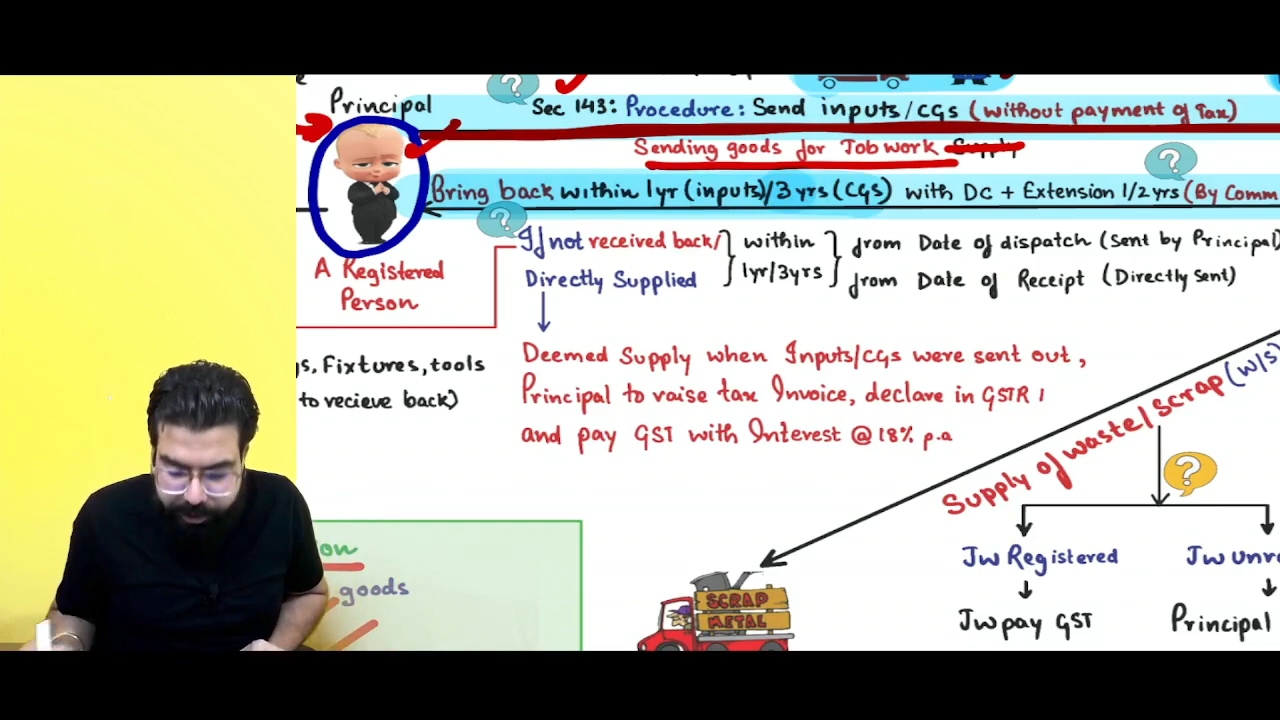 Principal
Sec 143: Procedure: Send inputs/CGs (without payment of Tax)
Sending goods for Job work Supply
Bring back within 1yr (inputs)/3 yrs (CGs) with DC + Extension 1/2 yrs (By Comm
If not received back/ within from Date of dispatch (sent by Principal)
Directly Supplied 1yr/3yrs from Date of Receipt (Directly sent)
A Registered
Person
gs, Fixtures, tools
to recieve back)
Deemed Supply when Inputs/CGs were sent out,
Principal to raise tax Invoice, declare in GSTR 1
and pay GST with Interest @ 18% p.a
Supply of waste/scrap (w/s)
?
?
?
?
on
goods
SCRAP
METAL
Jw Registered
Jw unre
Jw pay GST
Principal